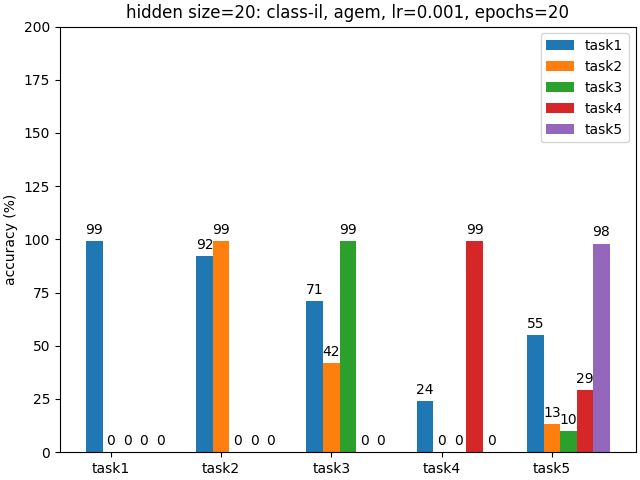 hidden size=20: class-il, agem, lr=0.001, epochs=20
accuracy (%)
200
175
150
125
100
75
50
25
0
task1
task2
task3
task4
task5
99 0 0 0 0
92 99 0 0 0
71 42 99 0 0
24 0 0 99 0
55 13 10 29 98
task1 task2 task3 task4 task5